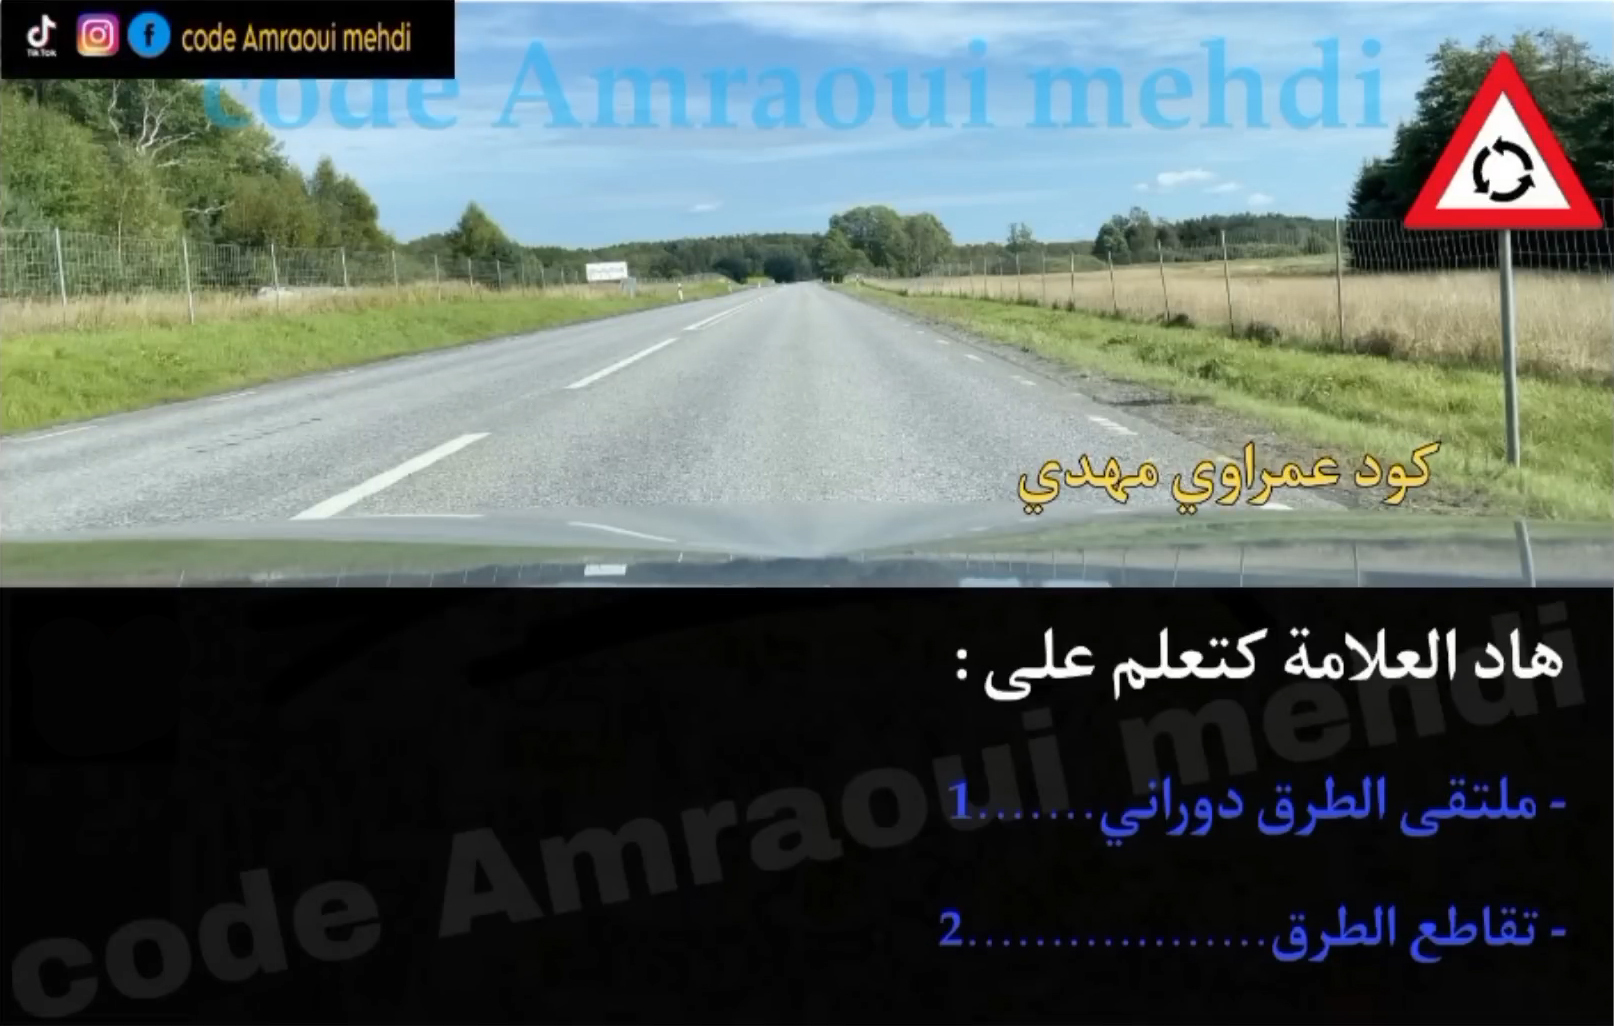 TikTok
code Amraoui mehdi
code Amraoui mehdi
كود عمراوي مهدي
هاد العلامة كتعلم على :
- ملتقى الطرق دوراني.......1
- تقاطع الطرق..................2
code Amraoui mehdi